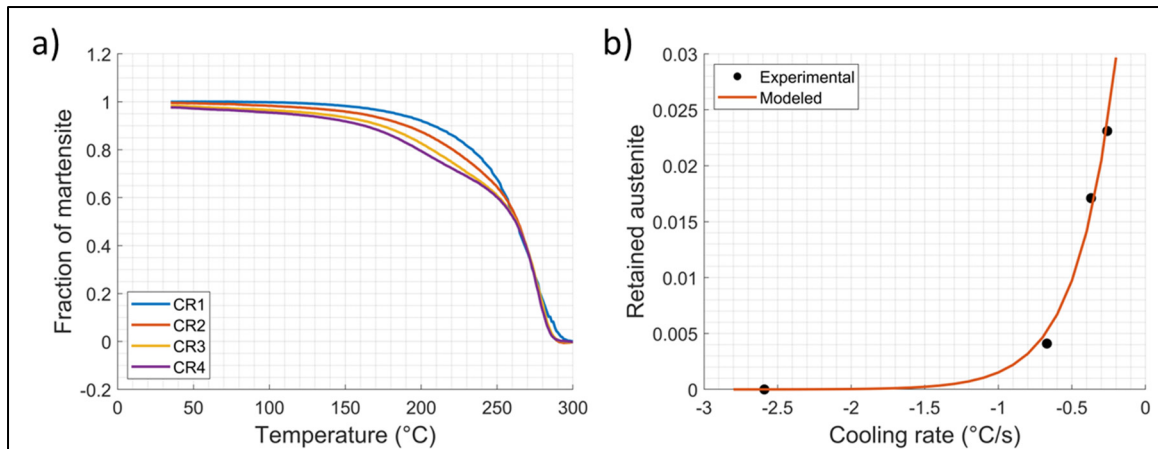 a)
Fraction of martensite
1.2
1
0.8
0.6
0.4
0.2
0
-0.2
CR1
CR2
CR3
CR4
0 50 100 150 200 250 300
Temperature (°C)
b)
Retained austenite
0.03
0.025
0.02
0.015
0.01
0.005
0
Experimental
Modeled
-3 -2.5 -2 -1.5 -1 -0.5 0
Cooling rate (°C/s)